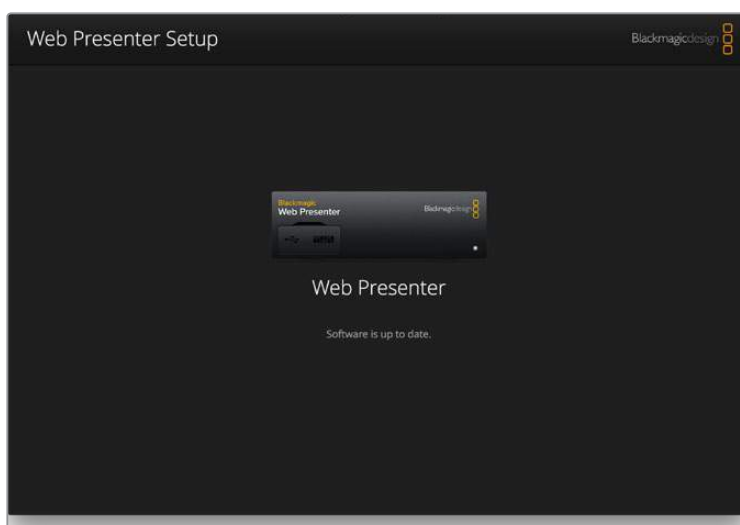 Web Presenter Setup
Blackmagicdesign
Blackmagic
Web Presenter
Blackmagicdesign
Web Presenter
Software is up to date.